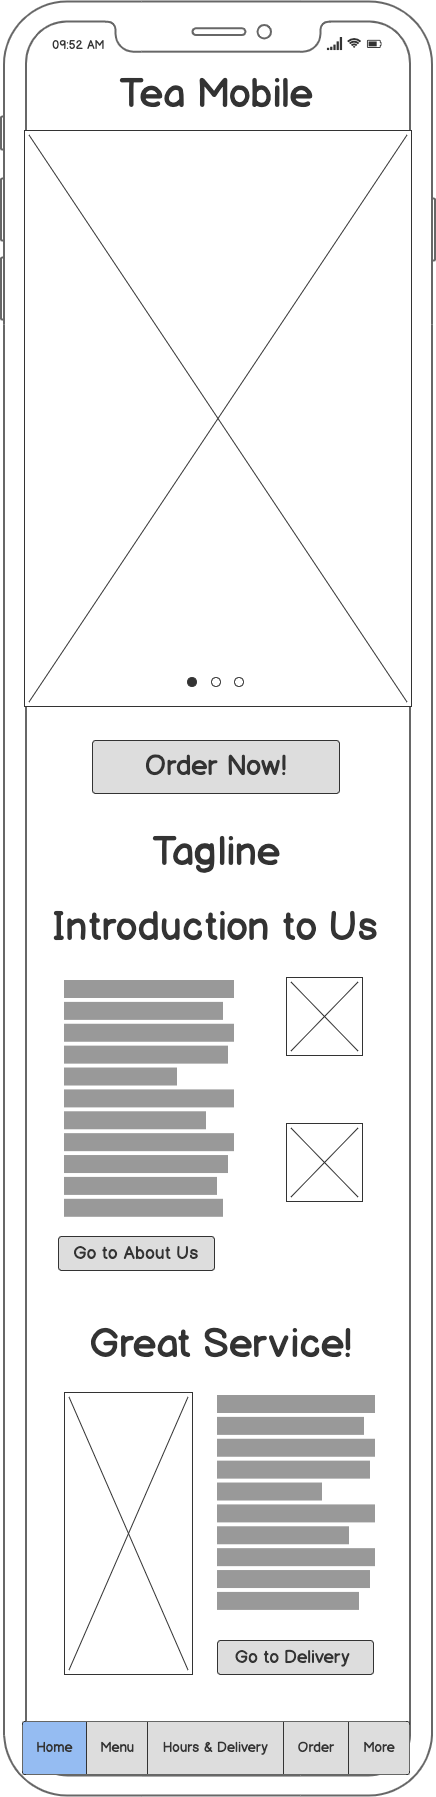 09:52 AM
Tea Mobile
Order Now!
Tagline
Introduction to Us
Go to About Us
Great Service!
Go to Delivery
Home Menu Hours & Delivery Order More